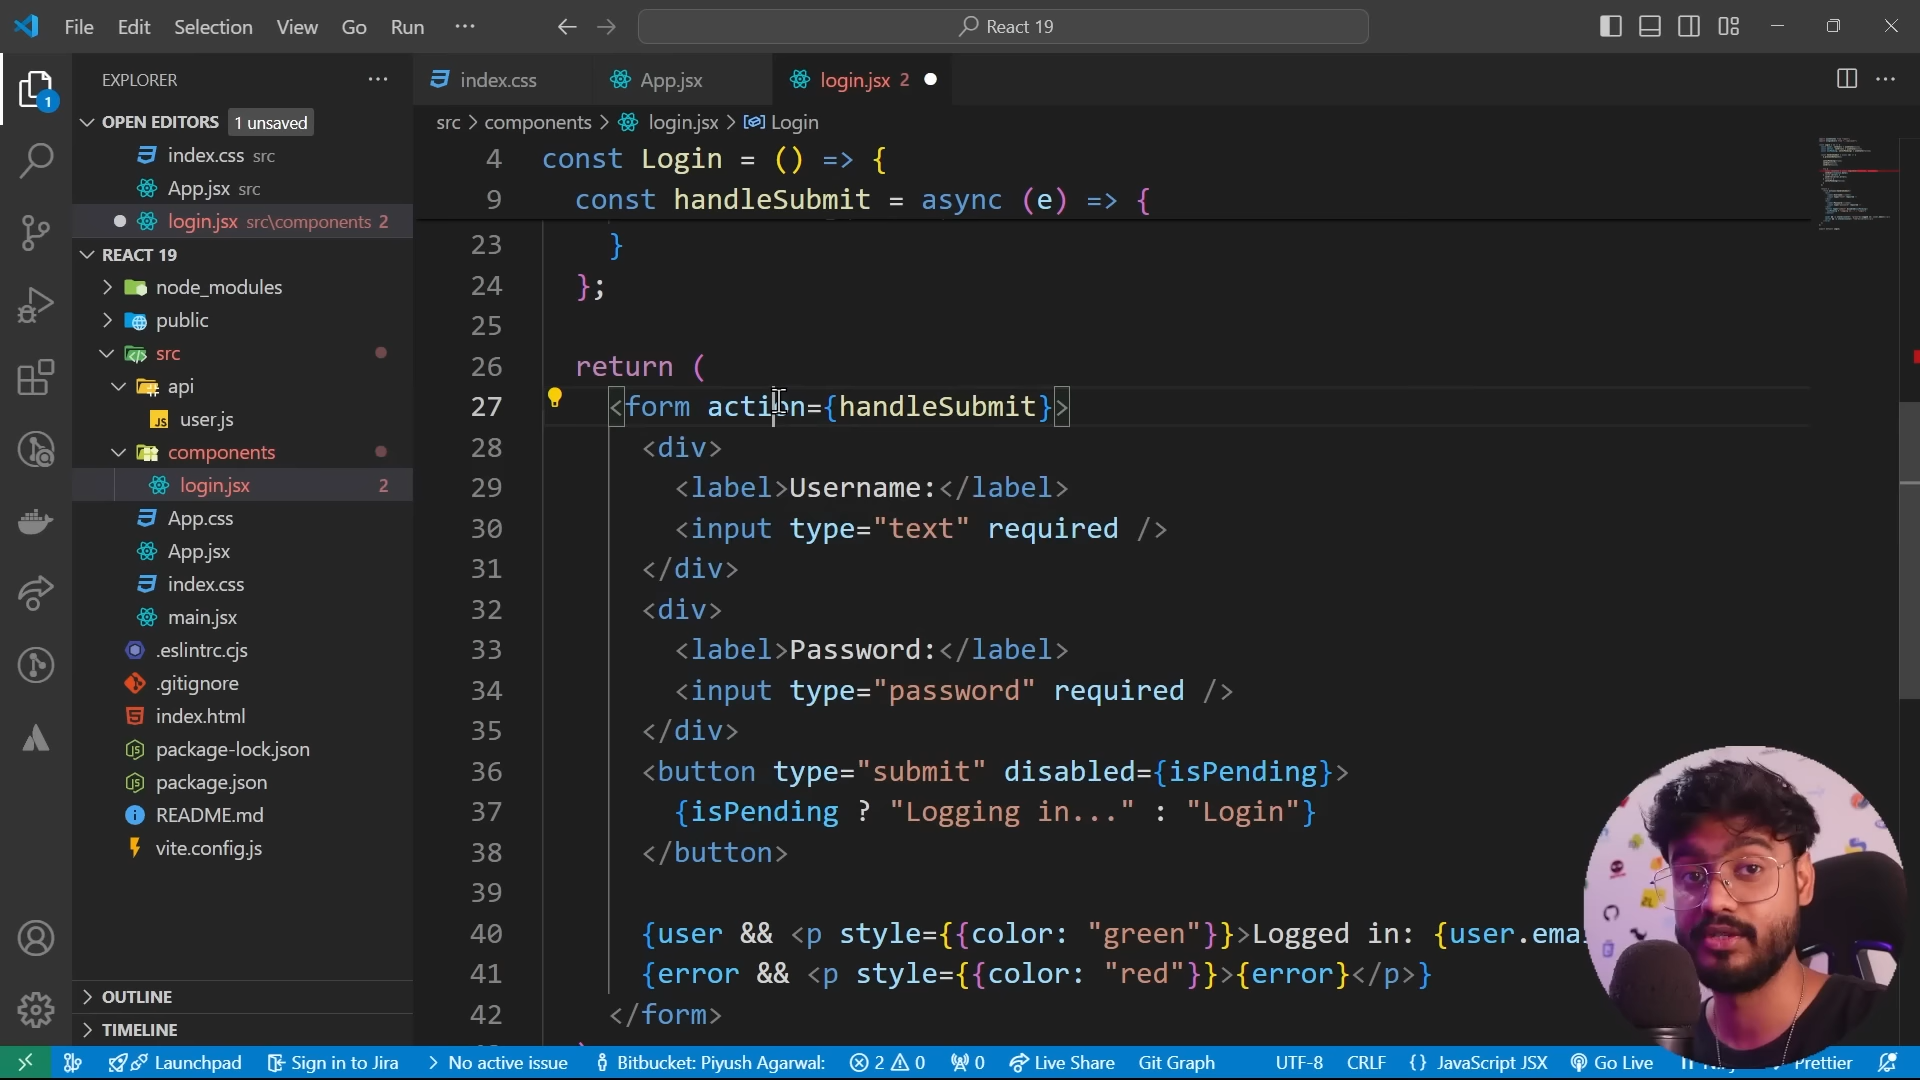 File Edit Selection View Go Run ··· React 19
EXPLORER ···
OPEN EDITORS 1 unsaved
index.css src
App.jsx src
login.jsx src\components 2
REACT 19
node_modules
public
src
api
JS user.js
components
login.jsx 2
App.css
App.jsx
index.css
main.jsx
.eslintrc.cjs
.gitignore
index.html
package-lock.json
package.json
README.md
vite.config.js
OUTLINE
TIMELINE
1
index.css App.jsx login.jsx 2
src > components > login.jsx > Login
4 const Login = () => {
9 const handleSubmit = async (e) => {
23 }
24 };
25
26 return (
27 <form action={handleSubmit}>
28 <div>
29 <label>Username:</label>
30 <input type="text" required />
31 </div>
32 <div>
33 <label>Password:</label>
34 <input type="password" required />
35 </div>
36 <button type="submit" disabled={isPending}>
37 {isPending ? "Logging in..." : "Login"}
38 </button>
39
40 {user && <p style={{color: "green"}}>Logged in: {user.ema
41 {error && <p style={{color: "red"}}>{error}</p>}
42 </form>
Launchpad Sign in to Jira No active issue Bitbucket: Piyush Agarwal: 2 0 0 Live Share Git Graph UTF-8 CRLF {} JavaScript JSX Go Live Prettier